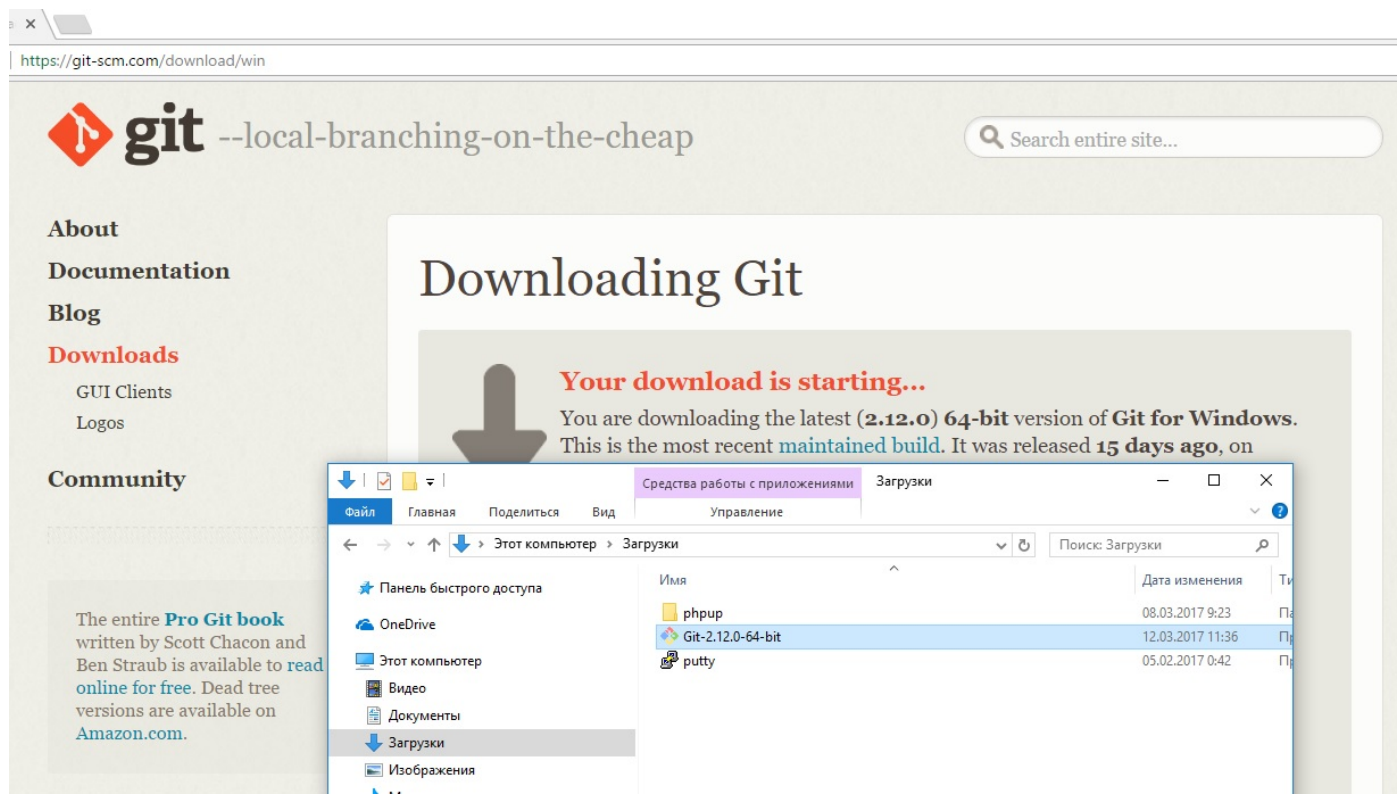 https://git-scm.com/download/win
git --local-branching-on-the-cheap
Search entire site...
About
Documentation
Blog
Downloads
GUI Clients
Logos
Community
The entire Pro Git book
written by Scott Chacon and
Ben Straub is available to read
online for free. Dead tree
versions are available on
Amazon.com.
Downloading Git
Your download is starting...
You are downloading the latest (2.12.0) 64-bit version of Git for Windows.
This is the most recent maintained build. It was released 15 days ago, on
Средства работы с приложениями
Загрузки
Файл
Главная
Поделиться
Вид
Управление
Этот компьютер
Загрузки
Поиск: Загрузки
Панель быстрого доступа
OneDrive
Этот компьютер
Видео
Документы
Загрузки
Изображения
Имя
Дата изменения
phpup
08.03.2017 9:23
Git-2.12.0-64-bit
12.03.2017 11:36
putty
05.02.2017 0:42